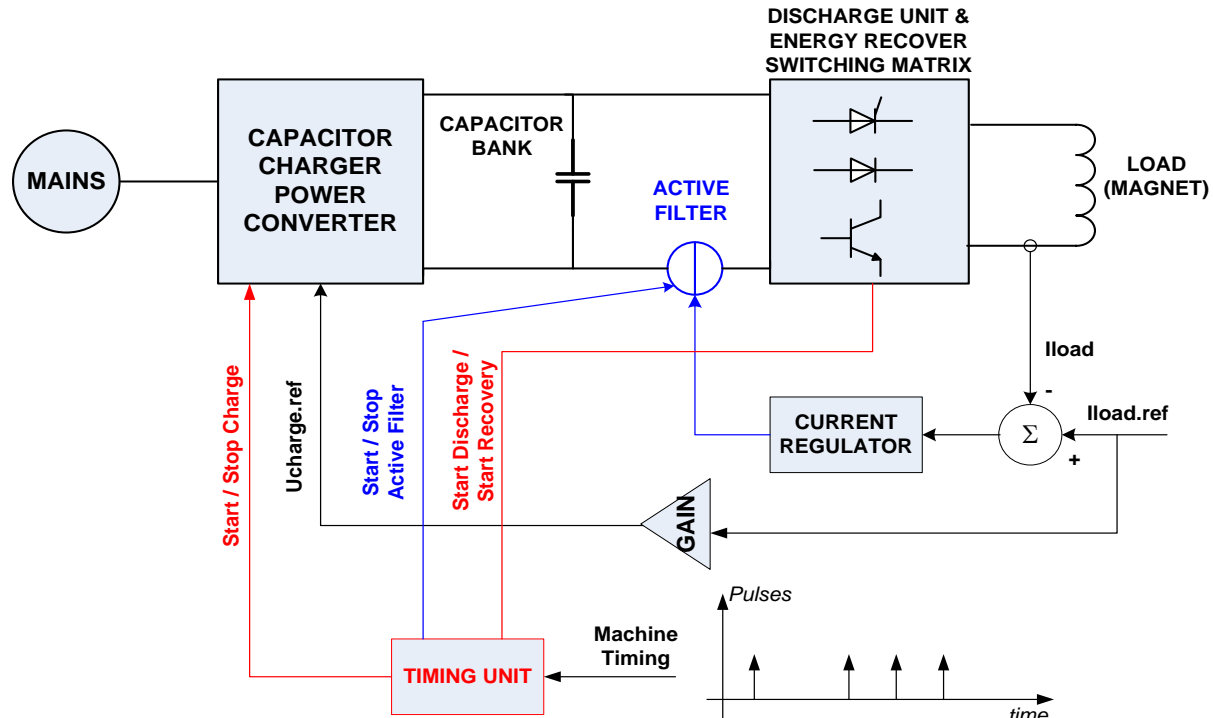 DISCHARGE UNIT &
ENERGY RECOVER
SWITCHING MATRIX
MAINS
CAPACITOR
CHARGER
POWER
CONVERTER
CAPACITOR
BANK
ACTIVE
FILTER
LOAD
(MAGNET)
Iload
-
Iload.ref
Σ
+
CURRENT
REGULATOR
Start / Stop Charge
Ucharge.ref
Start / Stop
Active Filter
Start Discharge /
Start Recovery
GAIN
Pulses
Machine
Timing
TIMING UNIT
time